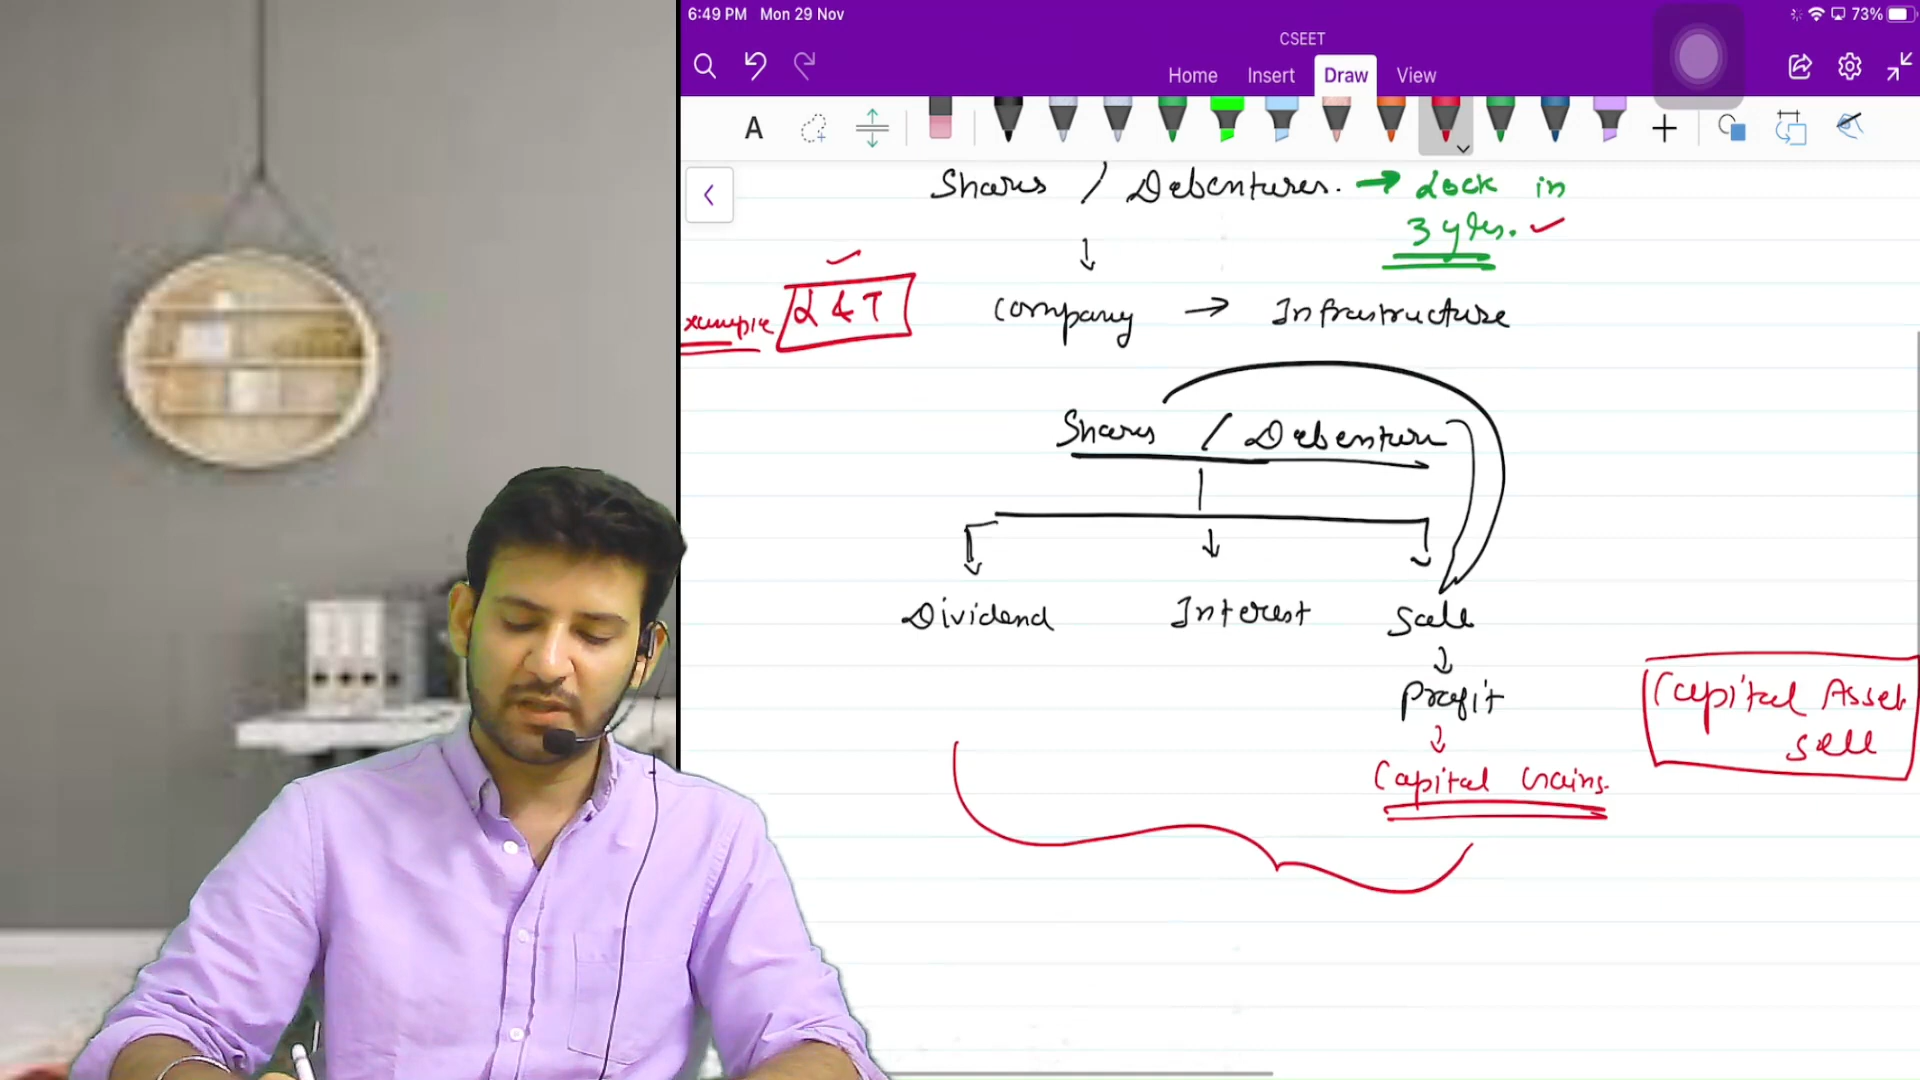 6:49 PM Mon 29 Nov
73%
CSEET
Home Insert Draw View
A
Shares / Debentures. → Lock in
3 yrs.
xample L & T
Company → Infrastructure
Shares / Debenture
Dividend Interest Sale
Profit
Capital Asset
sell
Capital Gains.